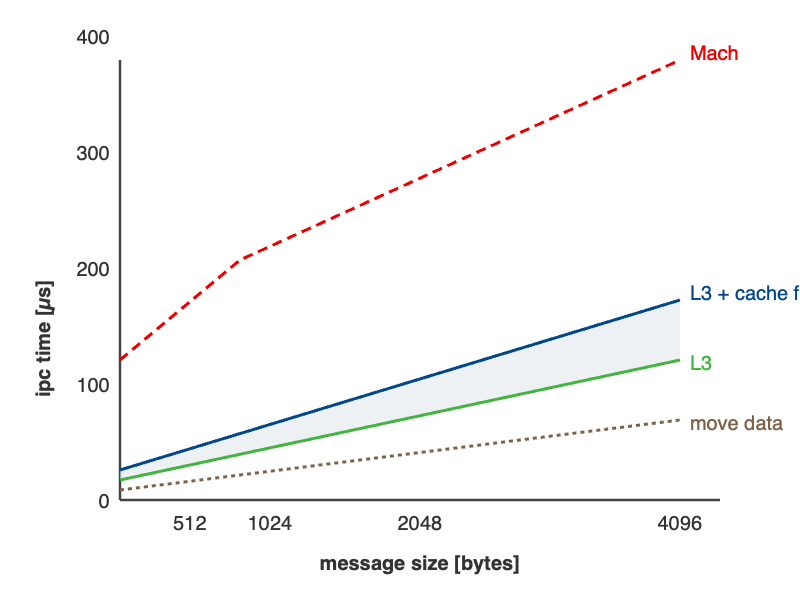 400
Mach
300
L3 + cache f
200
L3
100
move data
0
512 1024 2048 4096
ipc time [µs]
message size [bytes]